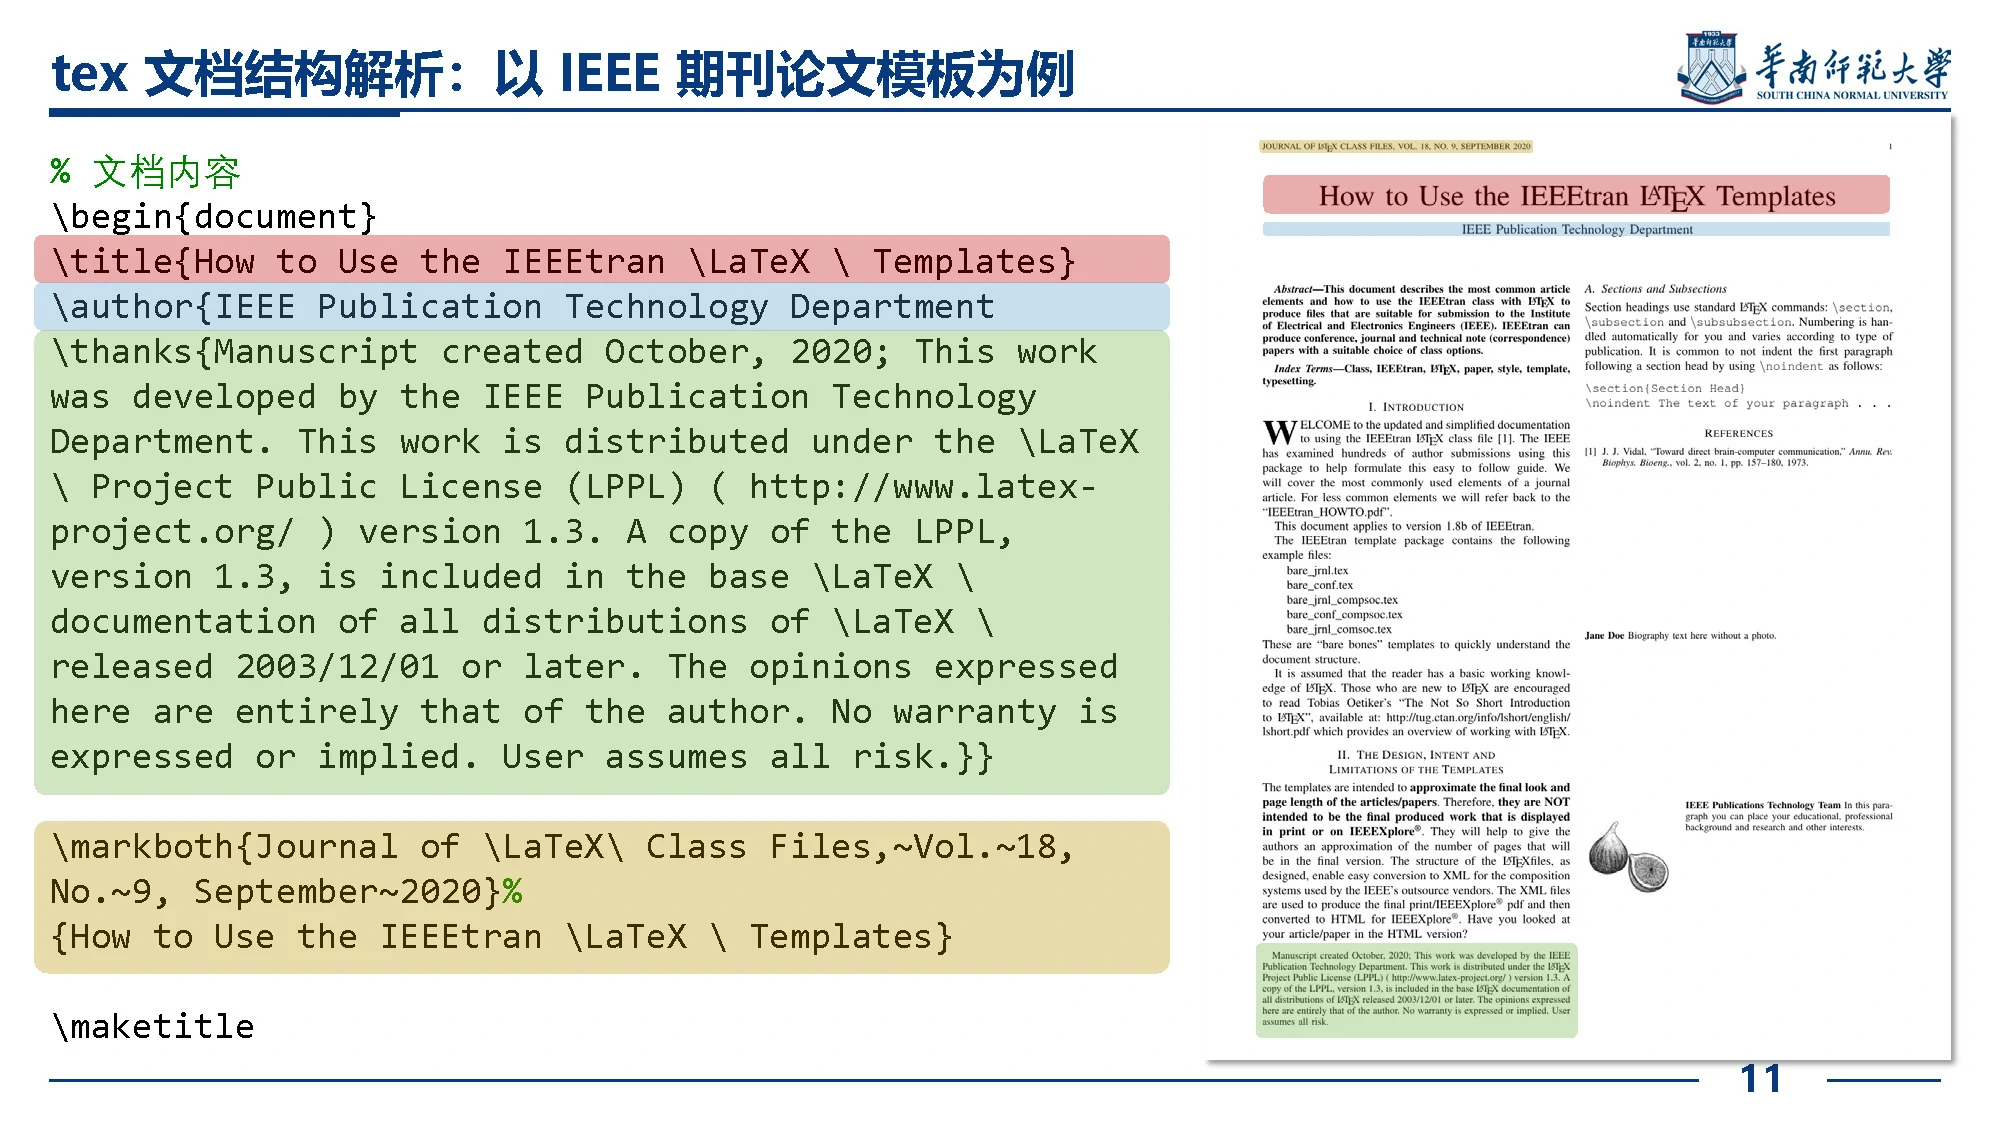 tex 文档结构解析：以 IEEE 期刊论文模板为例
1933
华南师范大学
華南师範大學
SOUTH CHINA NORMAL UNIVERSITY
% 文档内容
\begin{document}
\title{How to Use the IEEEtran \LaTeX \ Templates}
\author{IEEE Publication Technology Department
\thanks{Manuscript created October, 2020; This work
was developed by the IEEE Publication Technology
Department. This work is distributed under the \LaTeX
\ Project Public License (LPPL) ( http://www.latex-
project.org/ ) version 1.3. A copy of the LPPL,
version 1.3, is included in the base \LaTeX \
documentation of all distributions of \LaTeX \
released 2003/12/01 or later. The opinions expressed
here are entirely that of the author. No warranty is
expressed or implied. User assumes all risk.}}
\markboth{Journal of \LaTeX\ Class Files,~Vol.~18,
No.~9, September~2020}%
{How to Use the IEEEtran \LaTeX \ Templates}
\maketitle
JOURNAL OF LATEX CLASS FILES, VOL. 18, NO. 9, SEPTEMBER 2020 1
How to Use the IEEEtran LATEX Templates
IEEE Publication Technology Department
Abstract—This document describes the most common article
elements and how to use the IEEEtran class with LATEX to
produce files that are suitable for submission to the Institute
of Electrical and Electronics Engineers (IEEE). IEEEtran can
produce conference, journal and technical note (correspondence)
papers with a suitable choice of class options.
Index Terms—Class, IEEEtran, LATEX, paper, style, template,
typesetting.
I. INTRODUCTION
WELCOME to the updated and simplified documentation
to using the IEEEtran LATEX class file [1]. The IEEE
has examined hundreds of author submissions using this
package to help formulate this easy to follow guide. We
will cover the most commonly used elements of a journal
article. For less common elements we will refer back to the
“IEEEtran_HOWTO.pdf”.
This document applies to version 1.8b of IEEEtran.
The IEEEtran template package contains the following
example files:
bare_jrnl.tex
bare_conf.tex
bare_jrnl_compsoc.tex
bare_conf_compsoc.tex
bare_jrnl_comsoc.tex
These are “bare bones” templates to quickly understand the
document structure.
It is assumed that the reader has a basic working knowl-
edge of LATEX. Those who are new to LATEX are encouraged
to read Tobias Oetiker’s “The Not So Short Introduction
to LATEX”, available at: http://tug.ctan.org/info/lshort/english/
lshort.pdf which provides an overview of working with LATEX.
II. THE DESIGN, INTENT AND
LIMITATIONS OF THE TEMPLATES
The templates are intended to approximate the final look and
page length of the articles/papers. Therefore, they are NOT
intended to be the final produced work that is displayed
in print or on IEEEXplore®. They will help to give the
authors an approximation of the number of pages that will
be in the final version. The structure of the LATEXfiles, as
designed, enable easy conversion to XML for the composition
systems used by the IEEE’s outsource vendors. The XML files
are used to produce the final print/IEEEXplore® pdf and then
converted to HTML for IEEEXplore®. Have you looked at
your article/paper in the HTML version?
Manuscript created October, 2020; This work was developed by the IEEE
Publication Technology Department. This work is distributed under the LATEX
Project Public License (LPPL) ( http://www.latex-project.org/ ) version 1.3. A
copy of the LPPL, version 1.3, is included in the base LATEX documentation of
all distributions of LATEX released 2003/12/01 or later. The opinions expressed
here are entirely that of the author. No warranty is expressed or implied. User
assumes all risk.
A. Sections and Subsections
Section headings use standard LATEX commands: \section,
\subsection and \subsubsection. Numbering is han-
dled automatically for you and varies according to type of
publication. It is common to not indent the first paragraph
following a section head by using \noindent as follows:
\section{Section Head}
\noindent The text of your paragraph . . .
REFERENCES
[1] J. J. Vidal, “Toward direct brain-computer communication,” Annu. Rev.
Biophys. Bioeng., vol. 2, no. 1, pp. 157–180, 1973.
Jane Doe Biography text here without a photo.
IEEE Publications Technology Team In this para-
graph you can place your educational, professional
background and research and other interests.
11